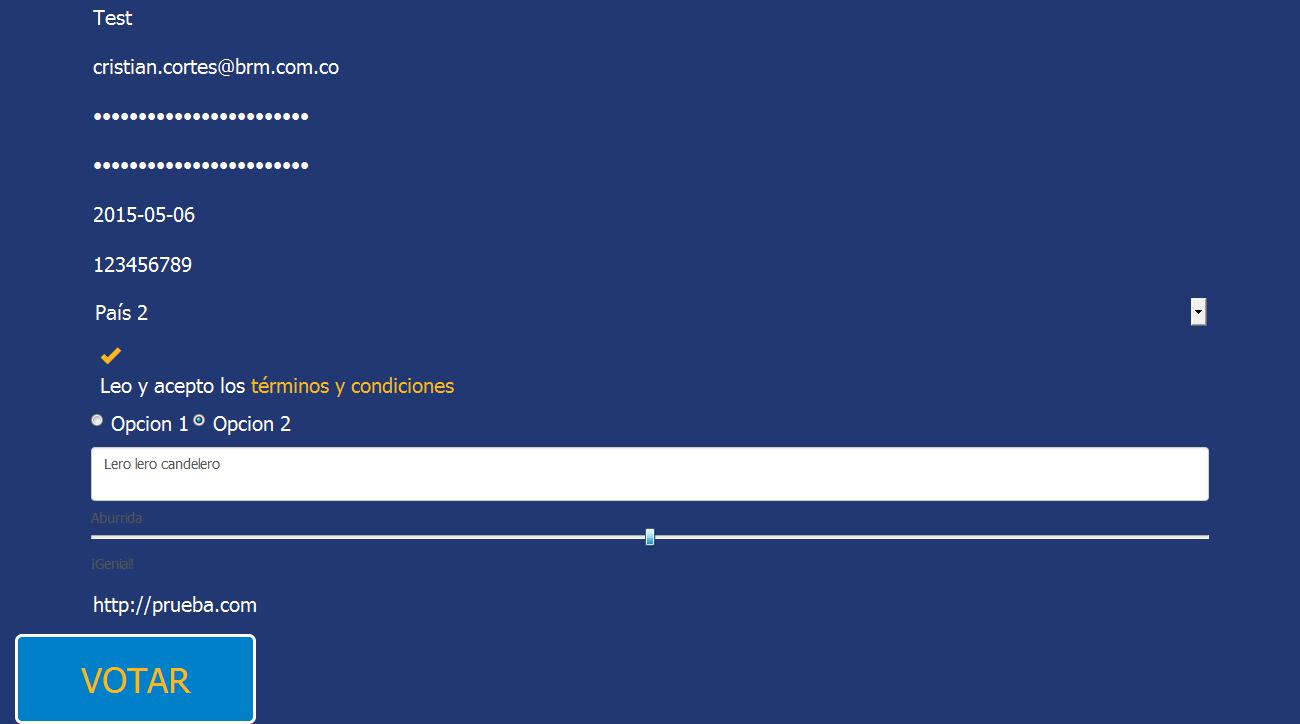 Test
cristian.cortes@brm.com.co
••••••••••••••••••••••••
••••••••••••••••••••••••
2015-05-06
123456789
País 2
Leo y acepto los términos y condiciones
Opcion 1 Opcion 2
Lero lero candelero
Aburrida
¡Genial!
http://prueba.com
VOTAR